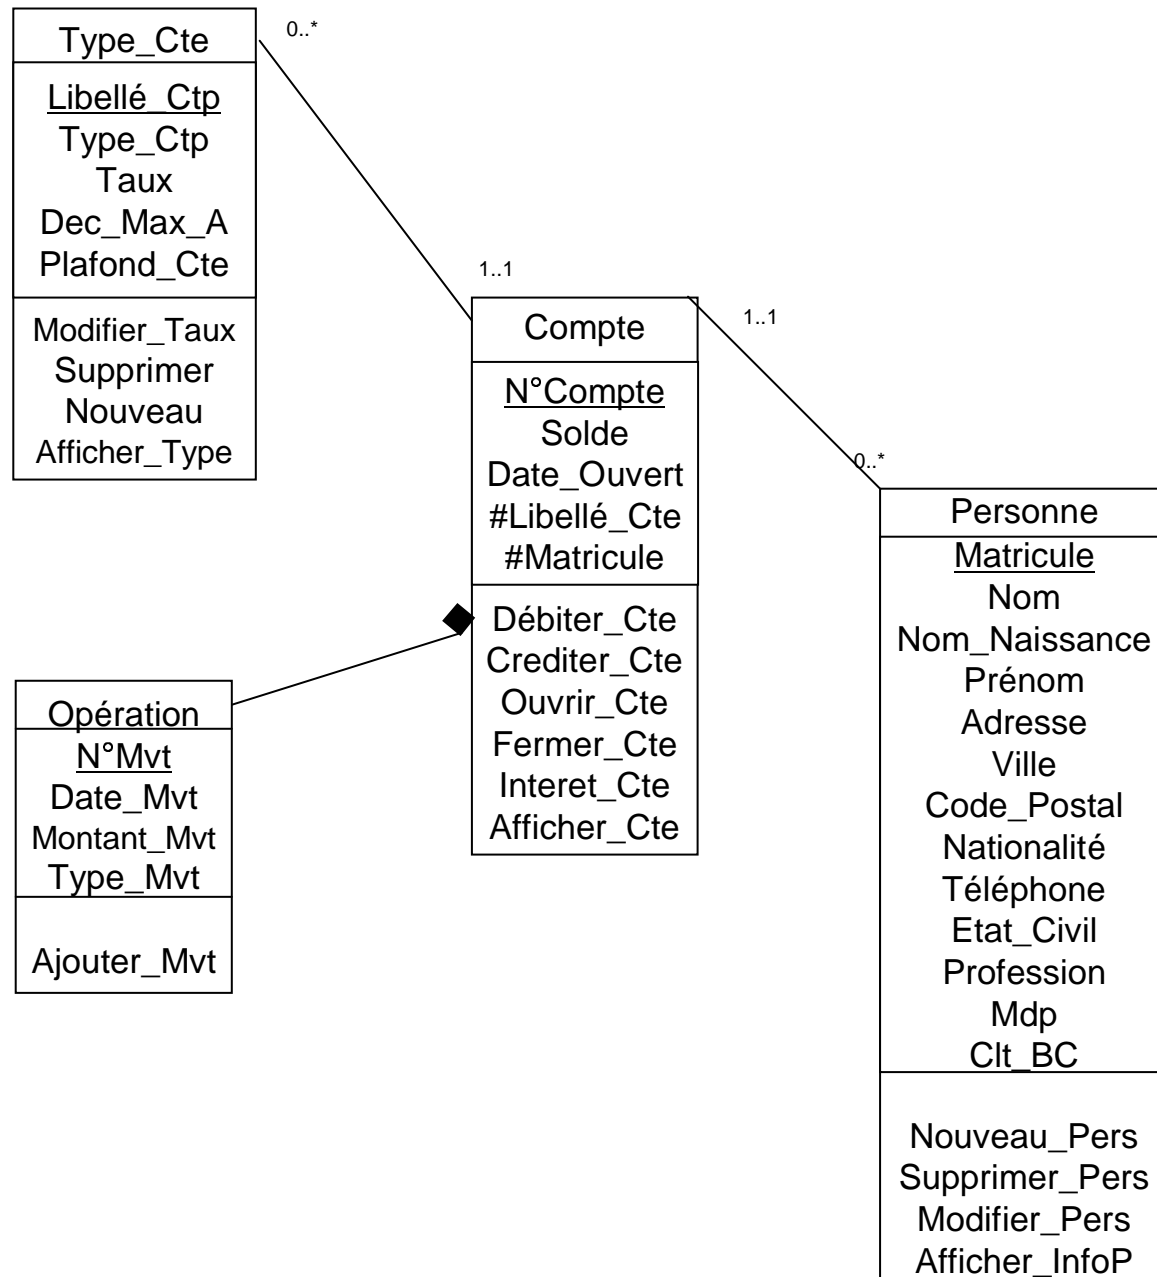 Type_Cte
Libellé_Ctp
Type_Ctp
Taux
Dec_Max_A
Plafond_Cte
Modifier_Taux
Supprimer
Nouveau
Afficher_Type
0..*
1..1
Compte
N°Compte
Solde
Date_Ouvert
#Libellé_Cte
#Matricule
Débiter_Cte
Crediter_Cte
Ouvrir_Cte
Fermer_Cte
Interet_Cte
Afficher_Cte
1..1
0..*
Personne
Matricule
Nom
Nom_Naissance
Prénom
Adresse
Ville
Code_Postal
Nationalité
Téléphone
Etat_Civil
Profession
Mdp
Clt_BC
Nouveau_Pers
Supprimer_Pers
Modifier_Pers
Afficher_InfoP
Opération
N°Mvt
Date_Mvt
Montant_Mvt
Type_Mvt
Ajouter_Mvt